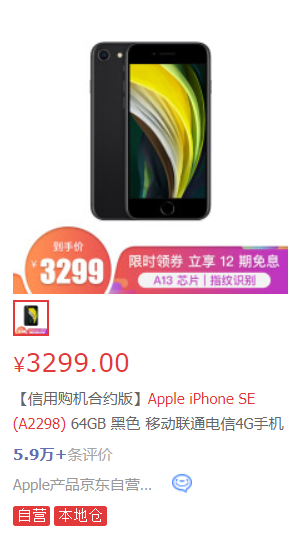 到手价
¥3299
限时领券 立享 12 期免息
A13 芯片 | 指纹识别
¥3299.00
【信用购机合约版】Apple iPhone SE
(A2298) 64GB 黑色 移动联通电信4G手机
5.9万+条评价
Apple产品京东自营...
自营 本地仓